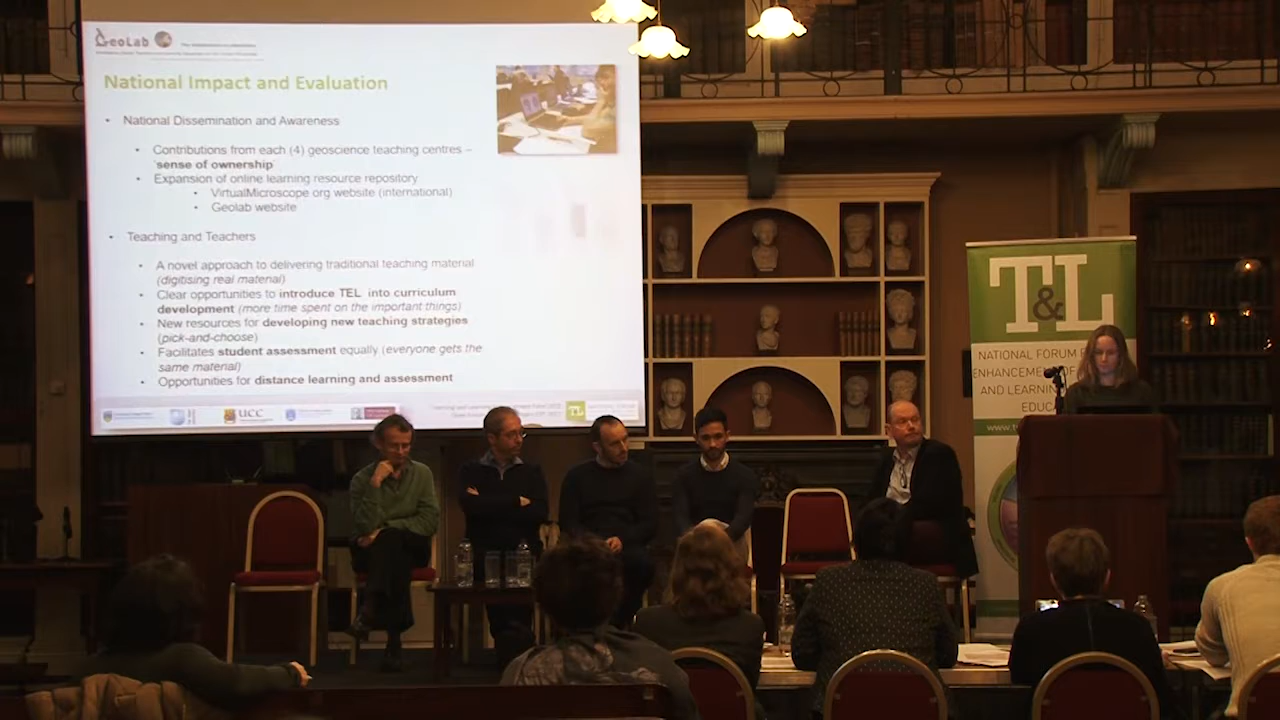 GeoLab
National Impact and Evaluation
• National Dissemination and Awareness
• Contributions from each (4) geoscience teaching centres –
'sense of ownership'
• Expansion of online learning resource repository
• VirtualMicroscope org website (international)
• Geolab website
• Teaching and Teachers
• A novel approach to delivering traditional teaching material
(digitising real material)
• Clear opportunities to introduce TEL into curriculum
development (more time spent on the important things)
• New resources for developing new teaching strategies
(pick-and-choose)
• Facilitates student assessment equally (everyone gets the
same material)
• Opportunities for distance learning and assessment
UCC
T&L
T&L
NATIONAL FORUM F
ENHANCEMENT OF
AND LEARNIN
EDUCA
www.t